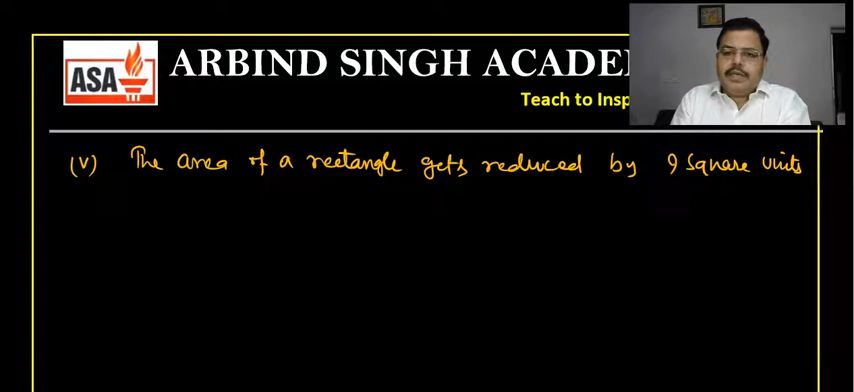 ASA
ARBIND SINGH ACADE
Teach to Insp
(V) The area of a rectangle gets reduced by 9 square units